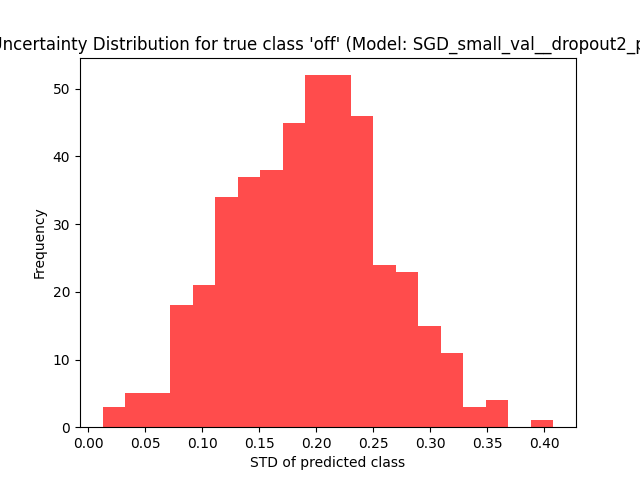 Uncertainty Distribution for true class 'off' (Model: SGD_small_val__dropout2_p
50
40
30
20
10
0
Frequency
0.00 0.05 0.10 0.15 0.20 0.25 0.30 0.35 0.40
STD of predicted class